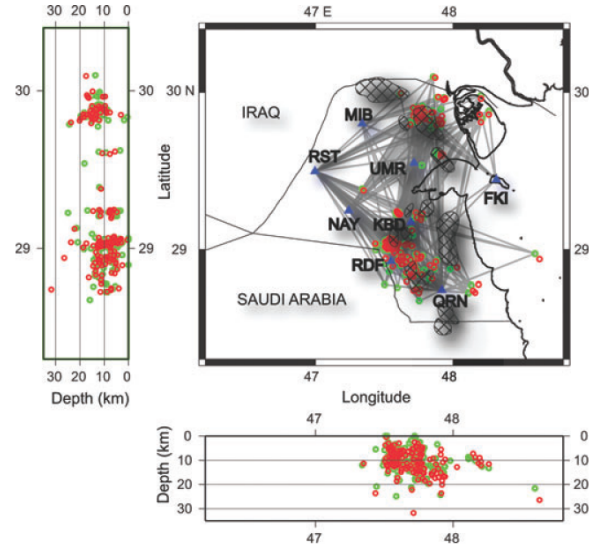 47 E
48
30
20
10
0
30
29
30
29
Latitude
30
20
10
0
Depth (km)
30 N
29
30
29
IRAQ
MIB
RST
UMR
FKI
NAY
KBD
RDF
SAUDI ARABIA
QRN
47
48
Longitude
47
48
0
10
20
30
Depth (km)
0
10
20
30
47
48